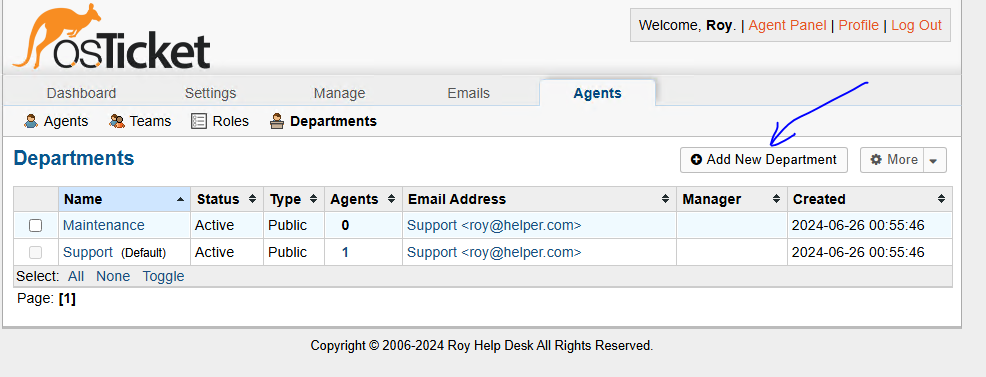 osTicket
Welcome, Roy. | Agent Panel | Profile | Log Out
Dashboard Settings Manage Emails Agents
Agents Teams Roles Departments
Departments
Add New Department More
Name Status Type Agents Email Address Manager Created
Maintenance Active Public 0 Support <roy@helper.com> 2024-06-26 00:55:46
Support (Default) Active Public 1 Support <roy@helper.com> 2024-06-26 00:55:46
Select: All None Toggle
Page: [1]
Copyright © 2006-2024 Roy Help Desk All Rights Reserved.